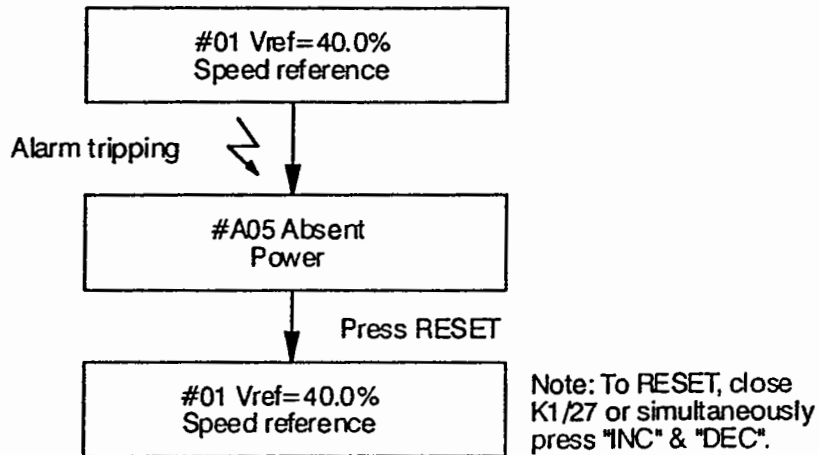 #01 Vref=40.0%
Speed reference
Alarm tripping
#A05 Absent
Power
Press RESET
#01 Vref=40.0%
Speed reference
Note: To RESET, close
K1/27 or simultaneously
press "INC" & "DEC".